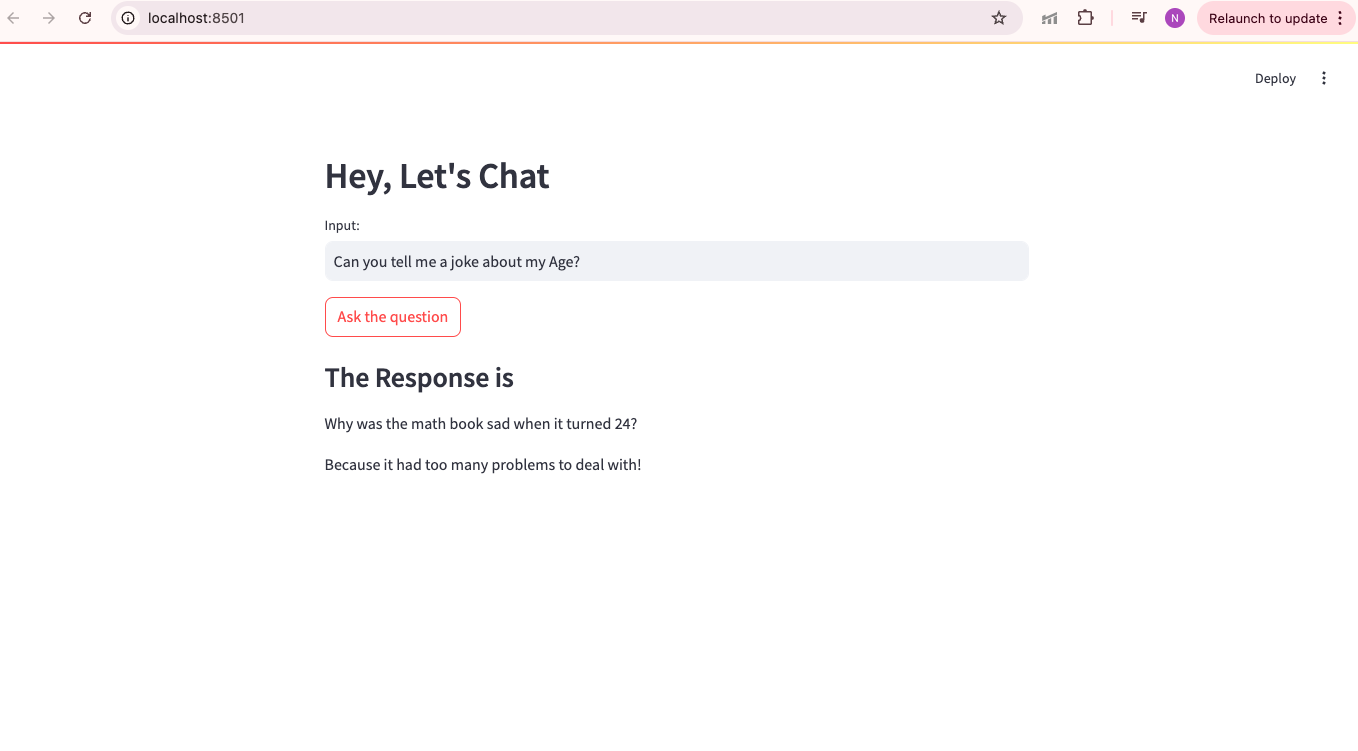 localhost:8501
N
Relaunch to update
Deploy
Hey, Let's Chat
Input:
Can you tell me a joke about my Age?
Ask the question
The Response is
Why was the math book sad when it turned 24?
Because it had too many problems to deal with!